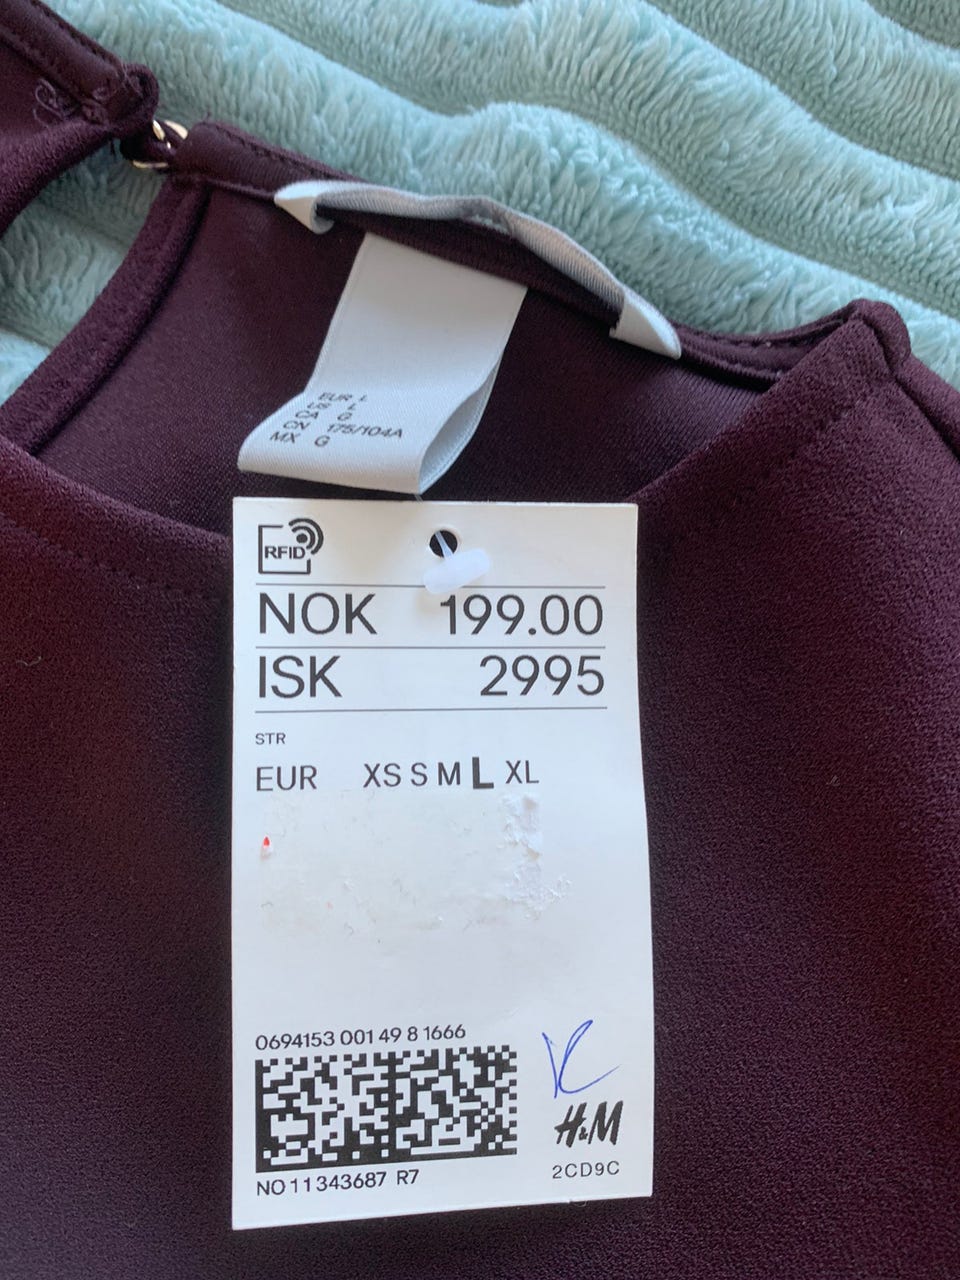 EUR L
US L
CA G
CN 175/104A
MX G
RFID
NOK 199.00
ISK 2995
STR
EUR XS S M L XL
0694153 001 49 8 1666
H&M
NO 11343687 R7
2CD9C